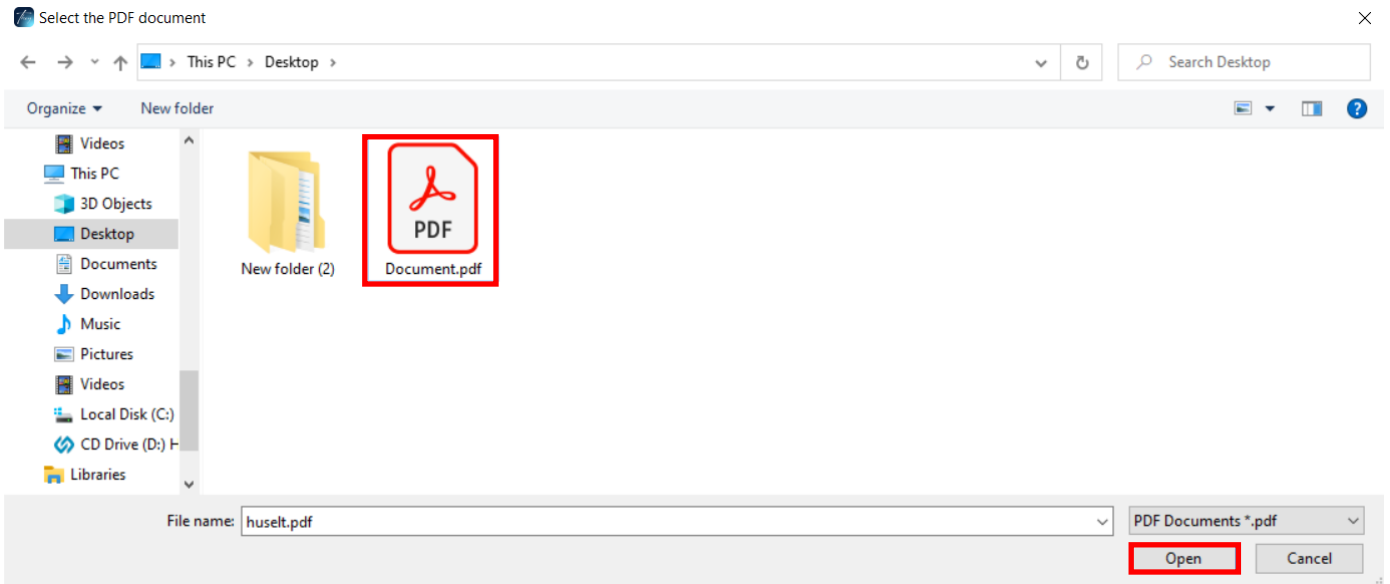 Select the PDF document
This PC
Desktop
Search Desktop
Organize
New folder
Videos
This PC
3D Objects
Desktop
Documents
Downloads
Music
Pictures
Videos
Local Disk (C:)
CD Drive (D:) H
Libraries
New folder (2)
PDF
Document.pdf
File name:
huselt.pdf
PDF Documents *.pdf
Open
Cancel